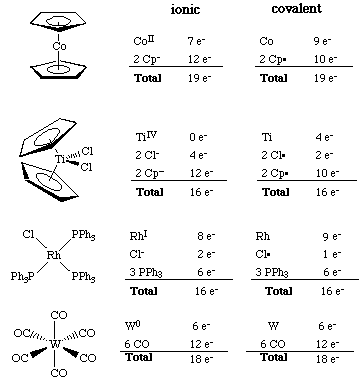 ionic covalent
Co
Co^II 7 e⁻ Co 9 e⁻
2 Cp⁻ 12 e⁻ 2 Cp• 10 e⁻
Total 19 e⁻ Total 19 e⁻
Ti Cl Cl
Ti^IV 0 e⁻ Ti 4 e⁻
2 Cl⁻ 4 e⁻ 2 Cl• 2 e⁻
2 Cp⁻ 12 e⁻ 2 Cp• 10 e⁻
Total 16 e⁻ Total 16 e⁻
Cl PPh₃
Rh
Ph₃P PPh₃
Rh^I 8 e⁻ Rh 9 e⁻
Cl⁻ 2 e⁻ Cl• 1 e⁻
3 PPh₃ 6 e⁻ 3 PPh₃ 6 e⁻
Total 16 e⁻ Total 16 e⁻
CO
OC CO
W
OC CO
CO
W⁰ 6 e⁻ W 6 e⁻
6 CO 12 e⁻ 6 CO 12 e⁻
Total 18 e⁻ Total 18 e⁻